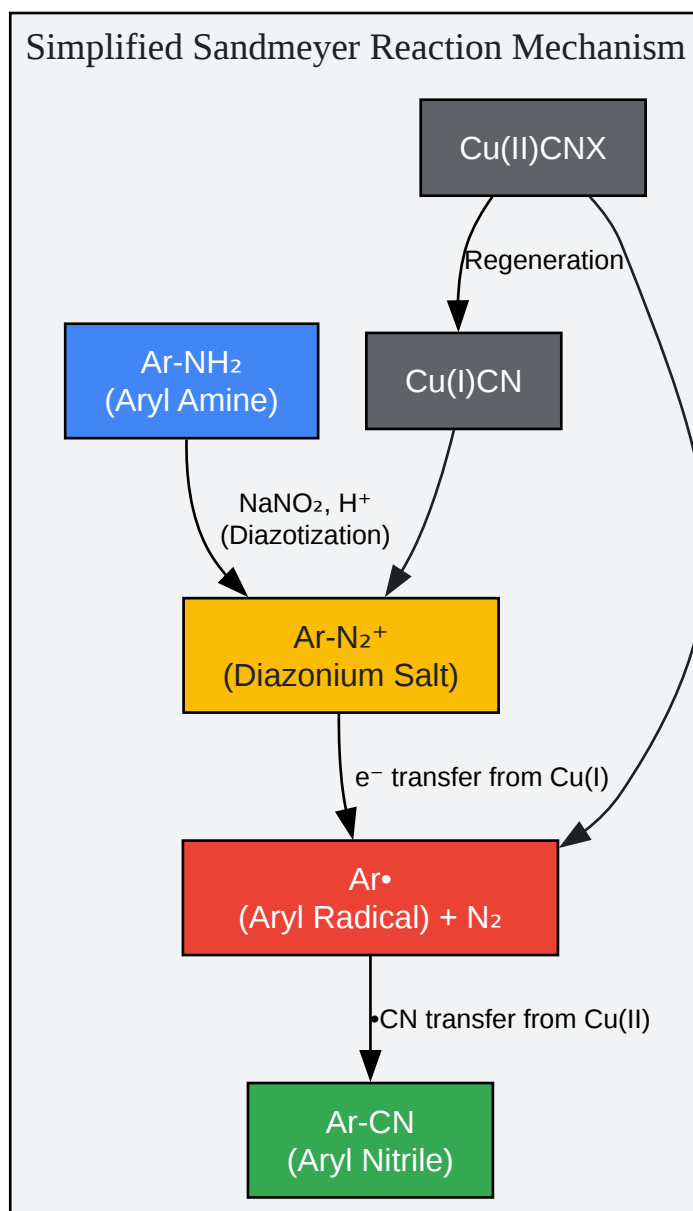 Simplified Sandmeyer Reaction Mechanism
Cu(II)CNX
Regeneration
Ar-NH₂
(Aryl Amine)
Cu(I)CN
NaNO₂, H⁺
(Diazotization)
Ar-N₂⁺
(Diazonium Salt)
e⁻ transfer from Cu(I)
Ar•
(Aryl Radical) + N₂
•CN transfer from Cu(II)
Ar-CN
(Aryl Nitrile)